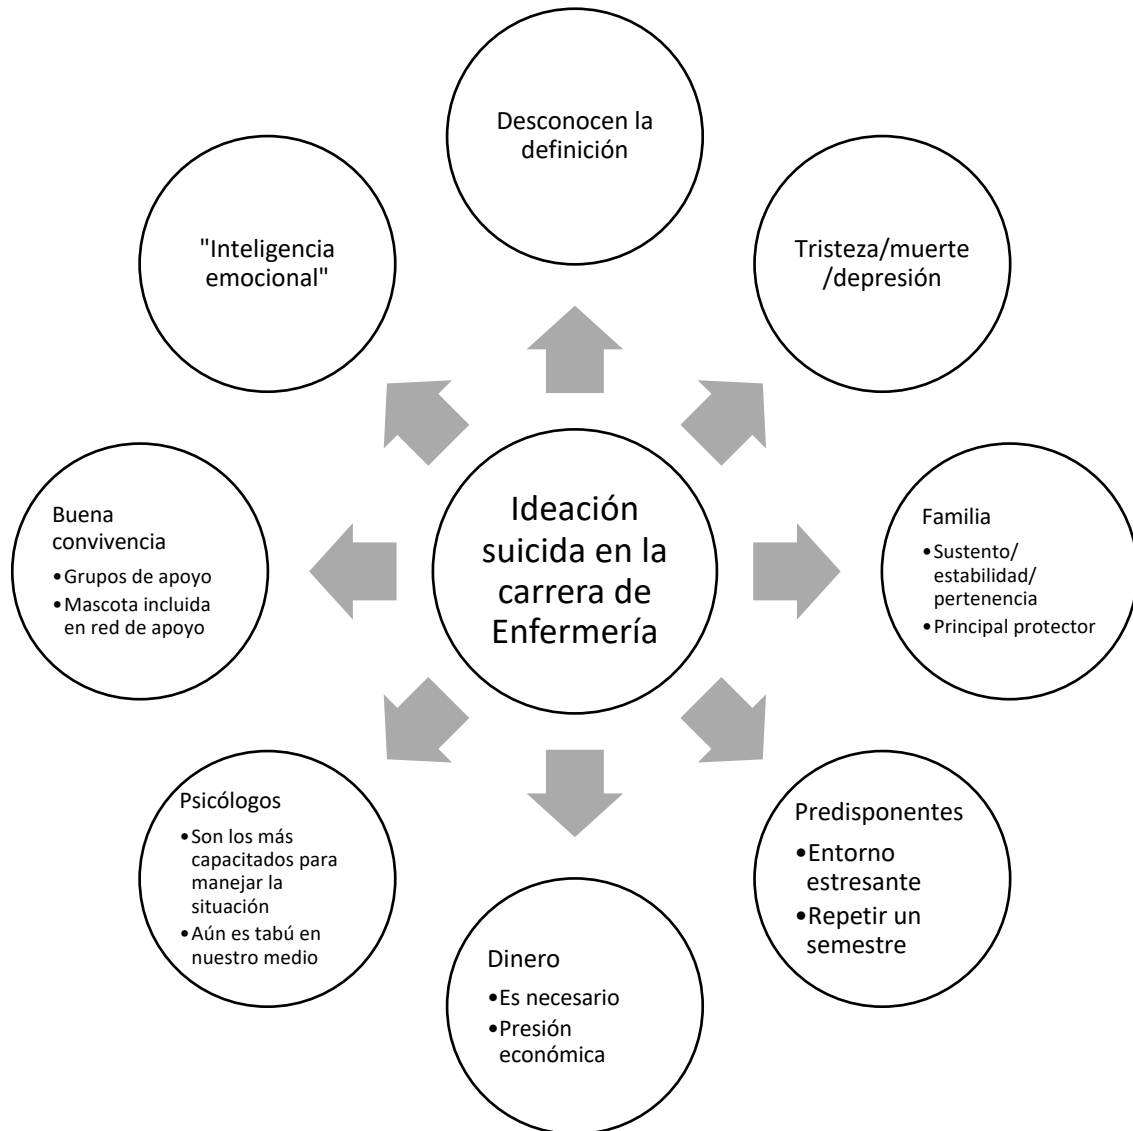 Desconocen la
definición
"Inteligencia
emocional"
Tristeza/muerte
/depresión
Buena
convivencia
•Grupos de apoyo
•Mascota incluida
en red de apoyo
Ideación
suicida en la
carrera de
Enfermería
Familia
•Sustento/
estabilidad/
pertenencia
•Principal protector
Psicólogos
•Son los más
capacitados para
manejar la
situación
•Aún es tabú en
nuestro medio
Dinero
•Es necesario
•Presión
económica
Predisponentes
•Entorno
estresante
•Repetir un
semestre